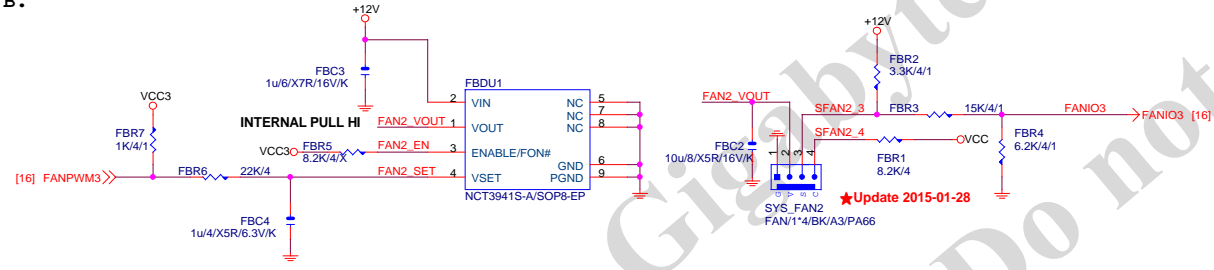 B.
+12V
FBC3
1u/6/X7R/16V/K
VCC3
FBR7
1K/4/1
INTERNAL PULL HI
VCC3
FBR5
8.2K/4/X
FAN2_VOUT
FAN2_EN
FAN2_SET
[16] FANPWM3
FBR6
22K/4
FBC4
1u/4/X5R/6.3V/K
FBDU1
2 VIN
1 VOUT
3 ENABLE/FON#
4 VSET
NC 5
NC 7
NC 8
GND 6
PGND 9
NCT3941S-A/SOP8-EP
+12V
FBR2
3.3K/4/1
FAN2_VOUT
SFAN2_3
FBR3
15K/4/1
FANIO3 [16]
SFAN2_4
VCC
FBR1
8.2K/4
FBR4
6.2K/4/1
FBC2
10u/8/X5R/16V/K
1 2 3 4
G V S C
SYS_FAN2
FAN/1*4/BK/A3/PA66
★Update 2015-01-28
Gigabyte
Do not